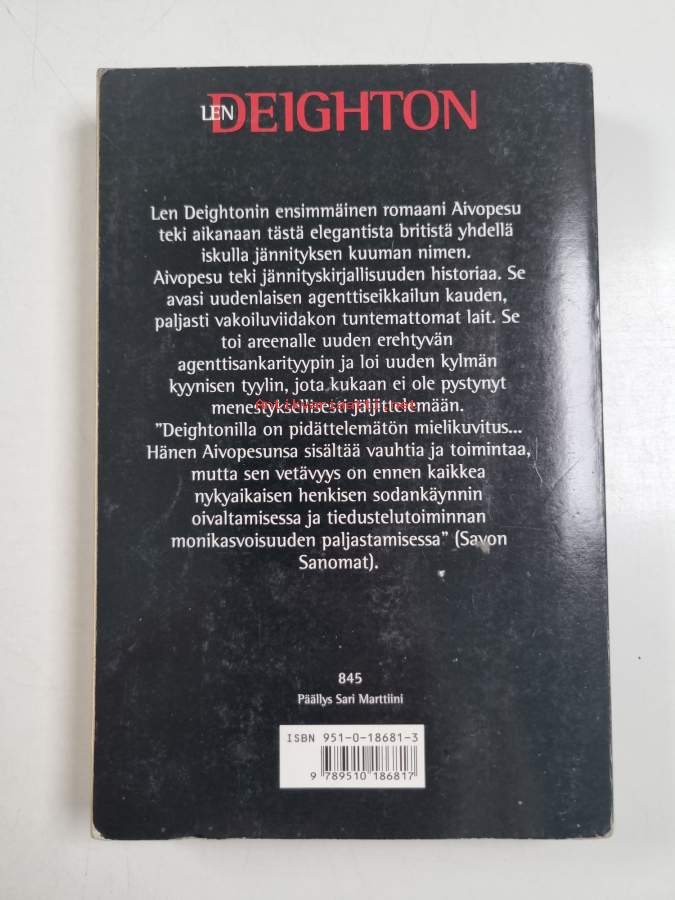 LEN DEIGHTON
Len Deightonin ensimmäinen romaani Aivopesu
teki aikanaan tästä elegantista britistä yhdellä
iskulla jännityksen kuuman nimen.
Aivopesu teki jännityskirjallisuuden historiaa. Se
avasi uudenlaisen agenttiseikkailun kauden,
paljasti vakoiluviidakon tuntemattomat lait. Se
toi areenalle uuden erehtyvän
agenttisankarityypin ja loi uuden kylmän
kyynisen tyylin, jota kukaan ei ole pystynyt
menestyksellisesti jäljittelemään.
"Deightonilla on pidättelemätön mielikuvitus...
Hänen Aivopesunsa sisältää vauhtia ja toimintaa,
mutta sen vetävyys on ennen kaikkea
nykyaikaisen henkisen sodankäynnin
oivaltamisessa ja tiedustelutoiminnan
monikasvoisuuden paljastamisessa" (Savon
Sanomat).
845
Päällys Sari Marttiini
ISBN 951-0-18681-3
9 789510 186817